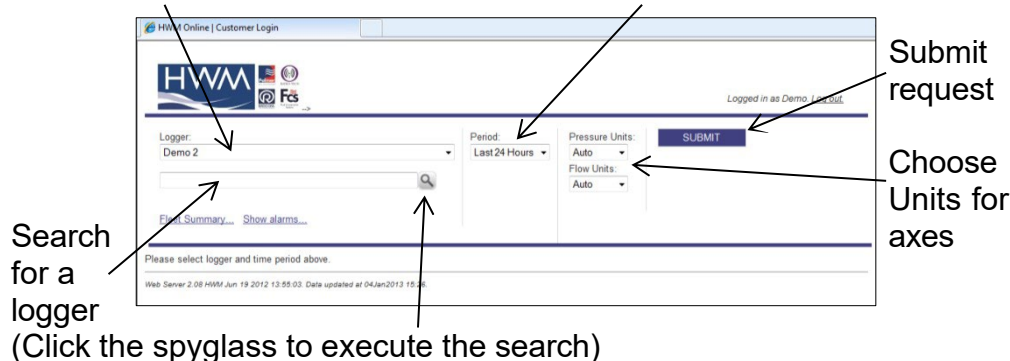 HWM Online | Customer Login
HWM
Fcs
-->
Submit
request
Logged in as Demo. Log out.
Logger:
Period:
Pressure Units:
SUBMIT
Demo 2
Last 24 Hours
Auto
Flow Units:
Auto
Choose
Units for
axes
Fleet Summary... Show alarms...
Search
for a
logger
Please select logger and time period above.
Web Server 2.08 HWM Jun 19 2012 13:55:03. Data updated at 04Jan2013 15:26.
(Click the spyglass to execute the search)